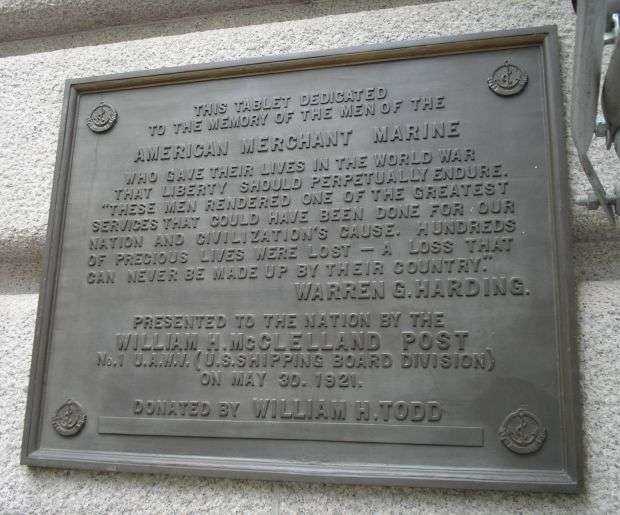 THIS TABLET DEDICATED
TO THE MEMORY OF THE MEN OF THE
AMERICAN MERCHANT MARINE
WHO GAVE THEIR LIVES IN THE WORLD WAR
THAT LIBERTY SHOULD PERPETUALLY ENDURE.
"THESE MEN RENDERED ONE OF THE GREATEST
SERVICES THAT COULD HAVE BEEN DONE FOR OUR
NATION AND CIVILIZATION'S CAUSE. HUNDREDS
OF PRECIOUS LIVES WERE LOST — A LOSS THAT
CAN NEVER BE MADE UP BY THEIR COUNTRY."
WARREN G. HARDING.
PRESENTED TO THE NATION BY THE
WILLIAM H. McCLELLAND POST
No. 1 U.A.W.V. (U.S. SHIPPING BOARD DIVISION)
ON MAY 30. 1921.
DONATED BY WILLIAM H. TODD